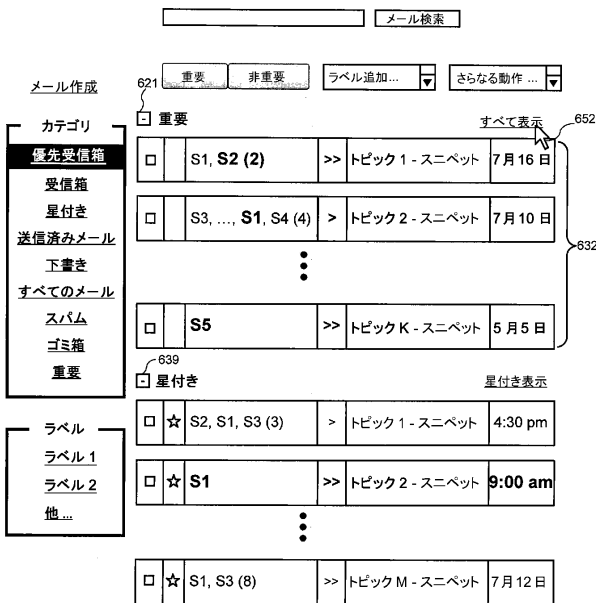 メール検索
メール作成
621
重要 非重要 ラベル追加... さらなる動作 ...
カテゴリ
優先受信箱
受信箱
星付き
送信済みメール
下書き
すべてのメール
スパム
ゴミ箱
重要
ラベル
ラベル 1
ラベル 2
他 ...
- 重要 すべて表示 652
S1, S2 (2) >> トピック 1 - スニペット 7月16 日
S3, …, S1, S4 (4) > トピック 2 - スニペット 7月10 日
632
S5 >> トピック K - スニペット 5 月5 日
639
- 星付き 星付き表示
☆ S2, S1, S3 (3) > トピック 1 - スニペット 4:30 pm
☆ S1 >> トピック 2 - スニペット 9:00 am
☆ S1, S3 (8) >> トピック M - スニペット 7月12日